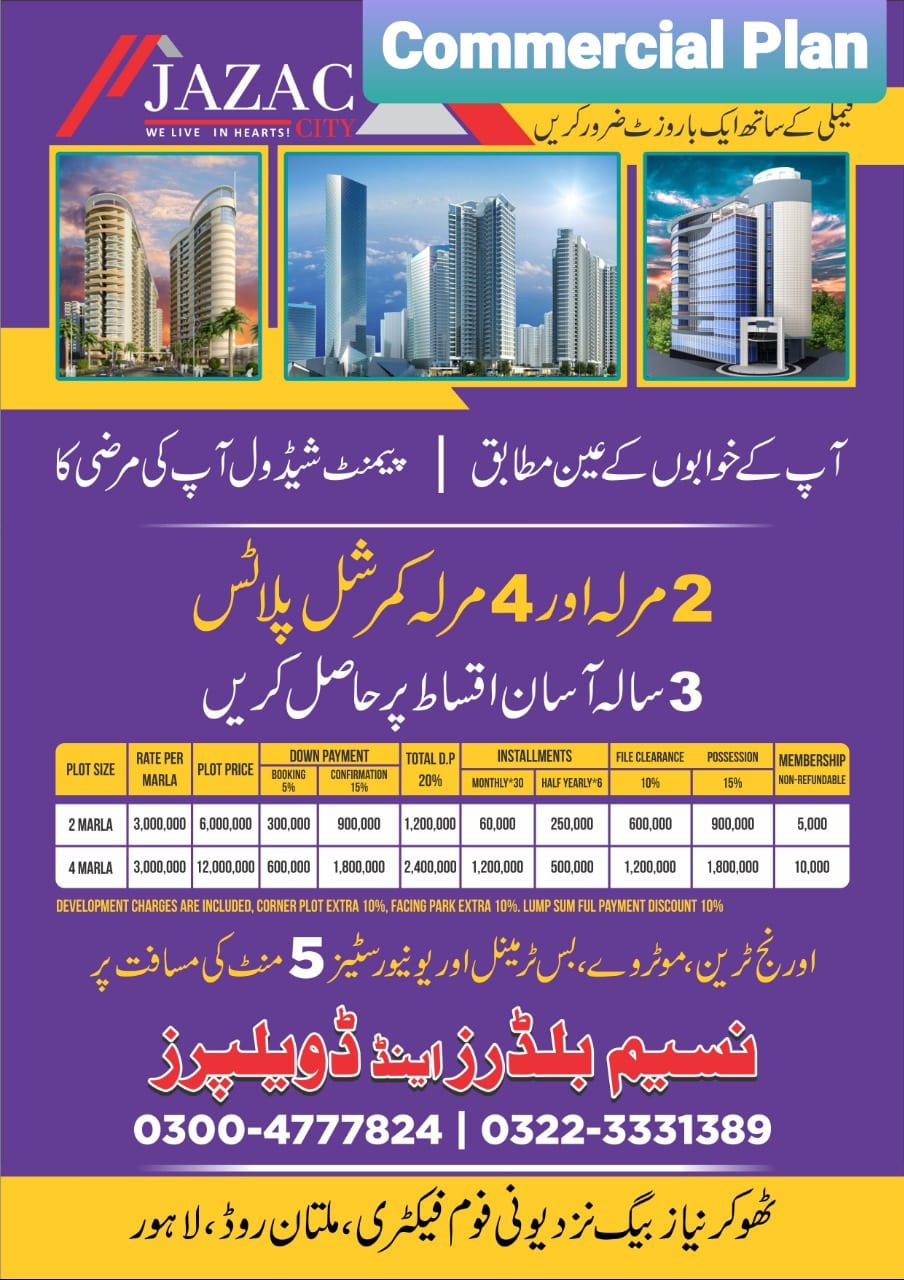 Commercial Plan
JAZAC
WE LIVE IN HEARTS! CITY
فیملی کے ساتھ ایک بار وزٹ ضرور کریں
آپ کے خوابوں کے عین مطابق | پیمنٹ شیڈول آپ کی مرضی کا
2 مرلہ اور 4 مرلہ کمرشل پلاٹس
3 سالہ آسان اقساط پر حاصل کریں
PLOT SIZE RATE PER MARLA PLOT PRICE DOWN PAYMENT TOTAL D.P 20% INSTALLMENTS FILE CLEARANCE POSSESSION MEMBERSHIP NON-REFUNDABLE
BOOKING 5% CONFIRMATION 15% MONTHLY*30 HALF YEARLY*6 10% 15%
2 MARLA 3,000,000 6,000,000 300,000 900,000 1,200,000 60,000 250,000 600,000 900,000 5,000
4 MARLA 3,000,000 12,000,000 600,000 1,800,000 2,400,000 1,200,000 500,000 1,200,000 1,800,000 10,000
DEVELOPMENT CHARGES ARE INCLUDED, CORNER PLOT EXTRA 10%, FACING PARK EXTRA 10%. LUMP SUM FUL PAYMENT DISCOUNT 10%
اورنج ٹرین، موٹروے، بس ٹرمینل اور یونیورسٹیز 5 منٹ کی مسافت پر
نسیم بلڈرز اینڈ ڈویلپرز
0300-4777824 | 0322-3331389
ٹھوکر نیاز بیگ نزد یونی فوم فیکٹری، ملتان روڈ، لاہور